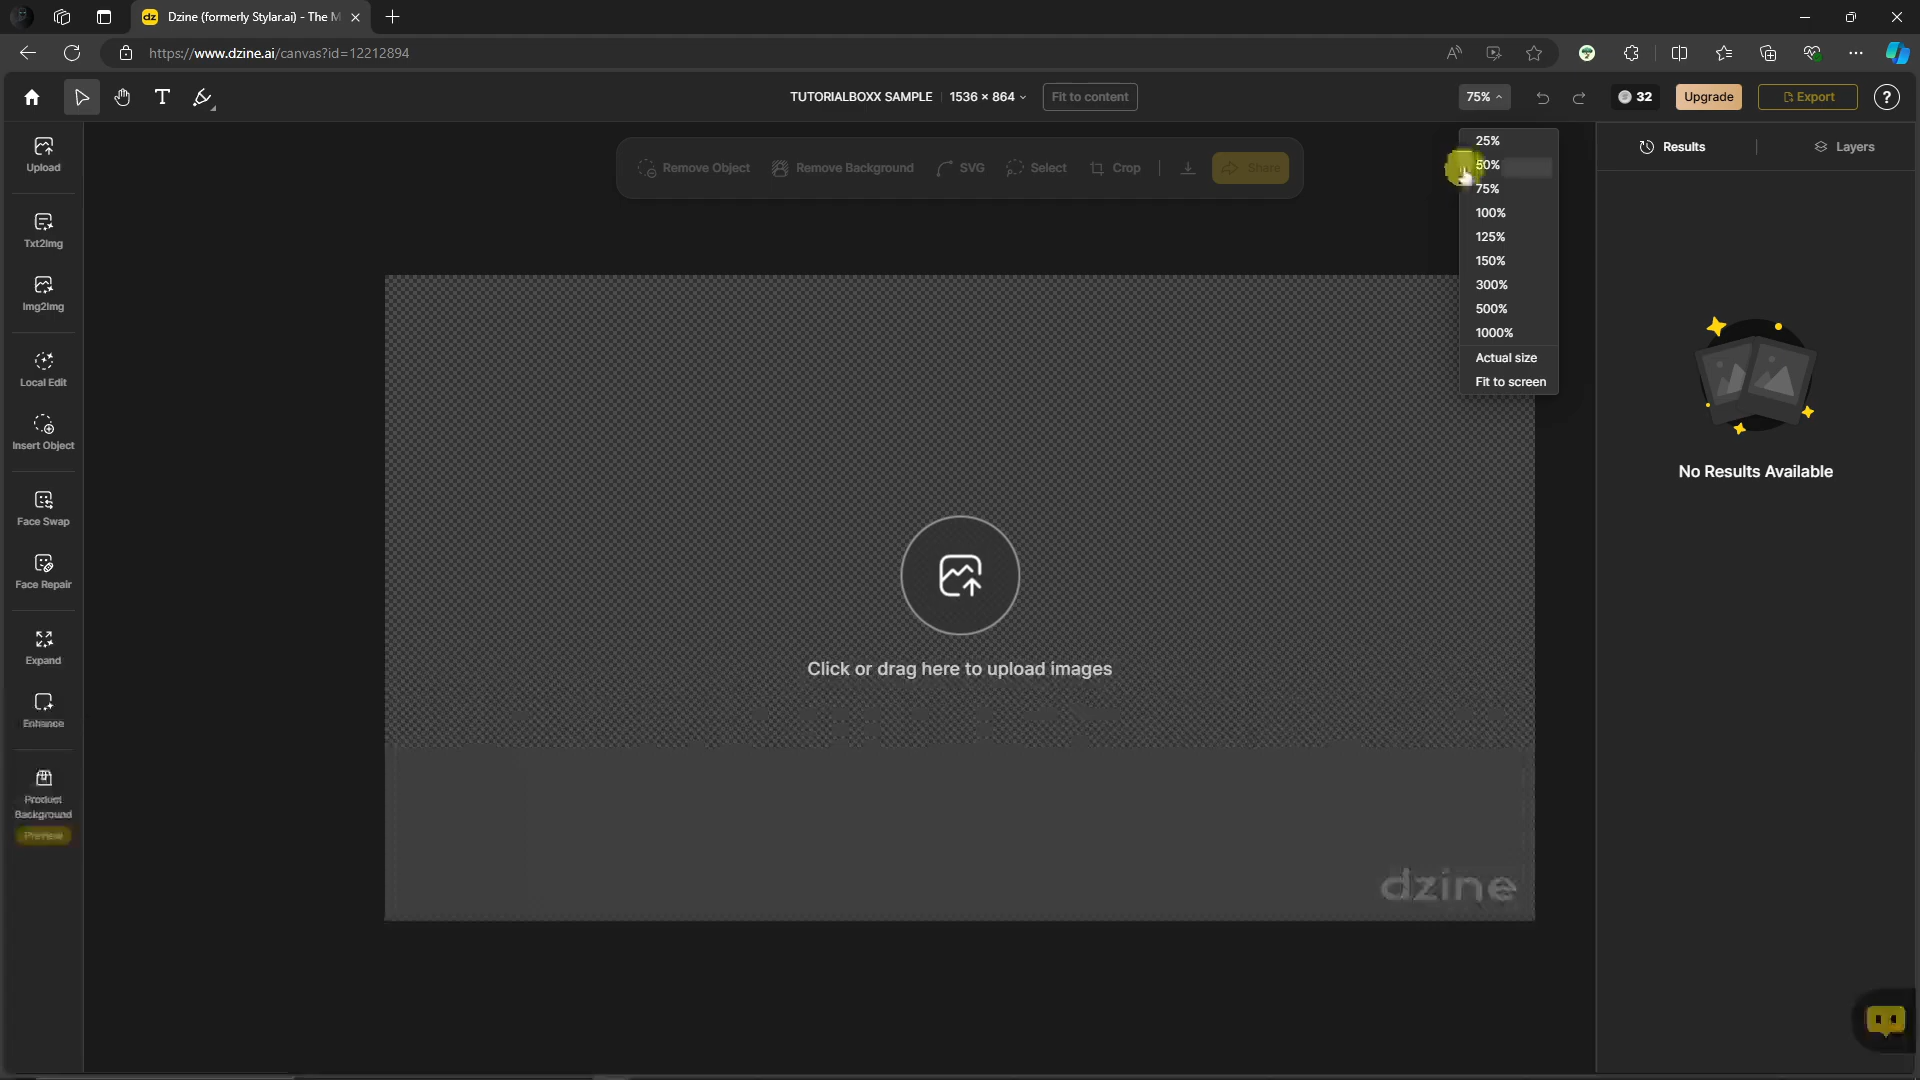 Dzine (formerly Stylar.ai) - The M
https://www.dzine.ai/canvas?id=12212894
TUTORIALBOXX SAMPLE 1536 × 864 Fit to content 75% 32 Upgrade Export ?
Upload
Txt2Img
Img2Img
Local Edit
Insert Object
Face Swap
Face Repair
Expand
Enhance
Product
Background
Preview
Remove Object Remove Background SVG Select Crop Share
25%
50%
75%
100%
125%
150%
300%
500%
1000%
Actual size
Fit to screen
Click or drag here to upload images
dzine
Results Layers
No Results Available